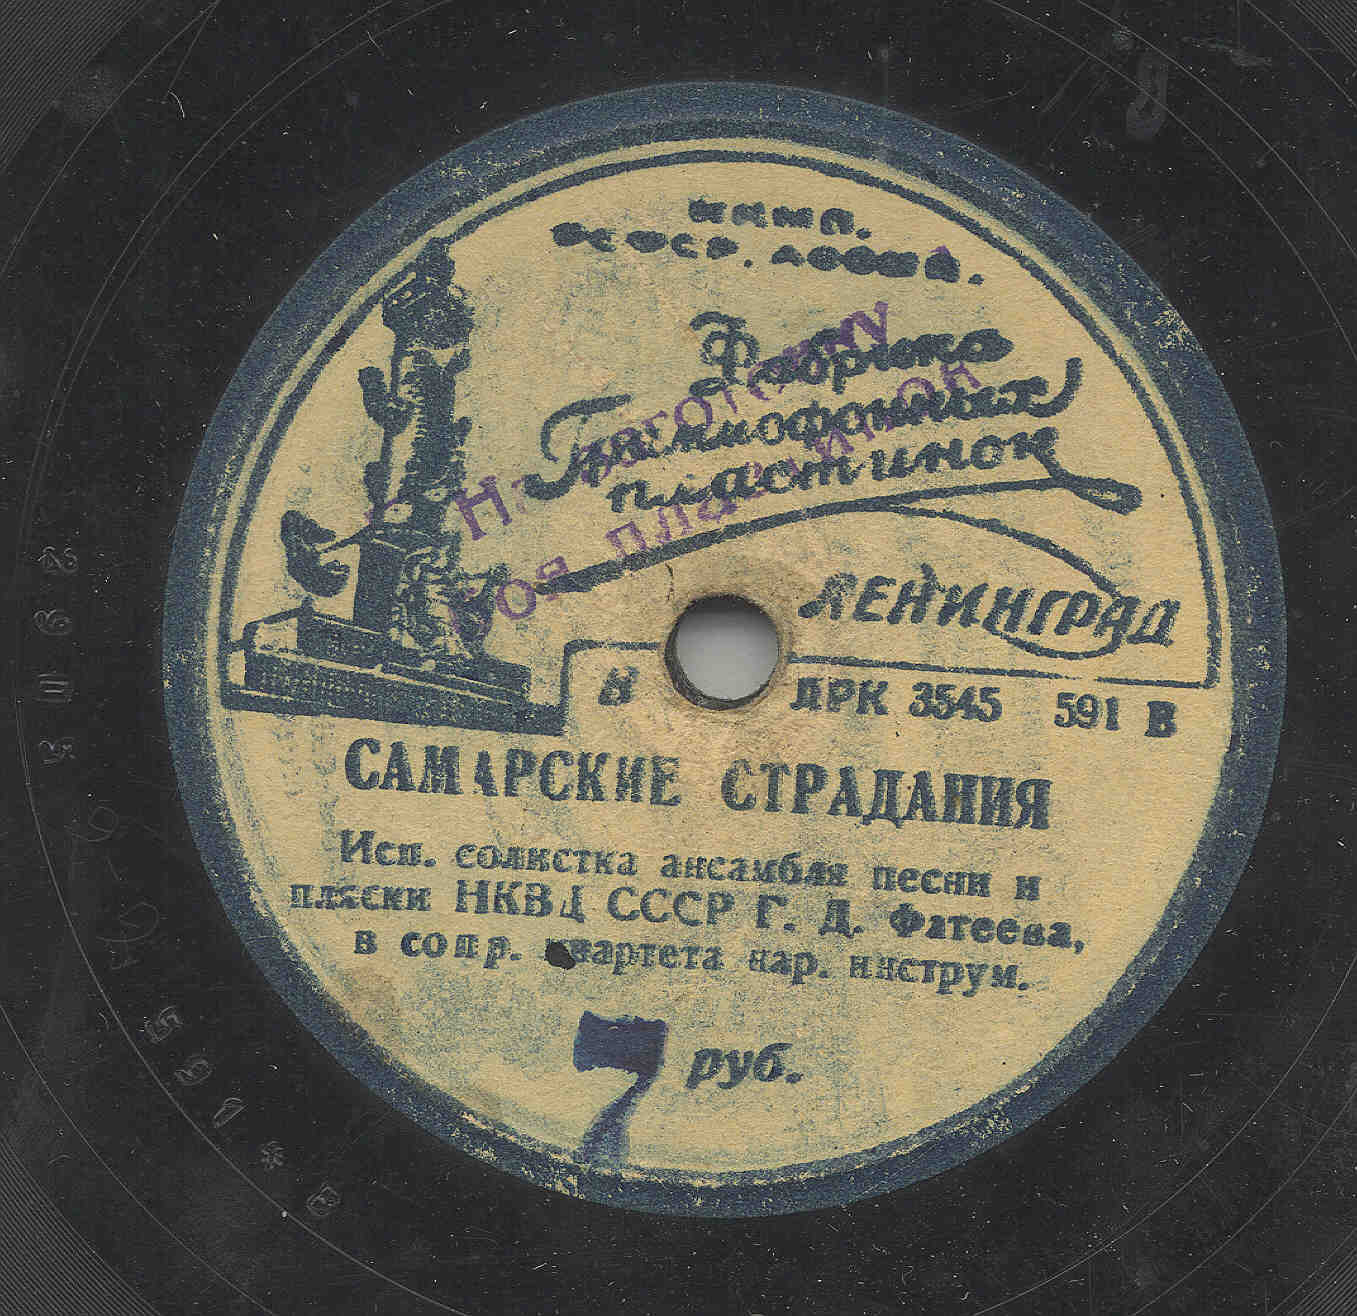 Фабрика
Граммофонных
пластинок
ЛЕНИНГРАД
Н ДРК 3545 591 В
САМАРСКИЕ СТРАДАНИЯ
Исп. солистка ансамбля песни и
пляски НКВД СССР Г. Д. Фатеева,
в сопр. квартета нар. инструм.
7 руб.